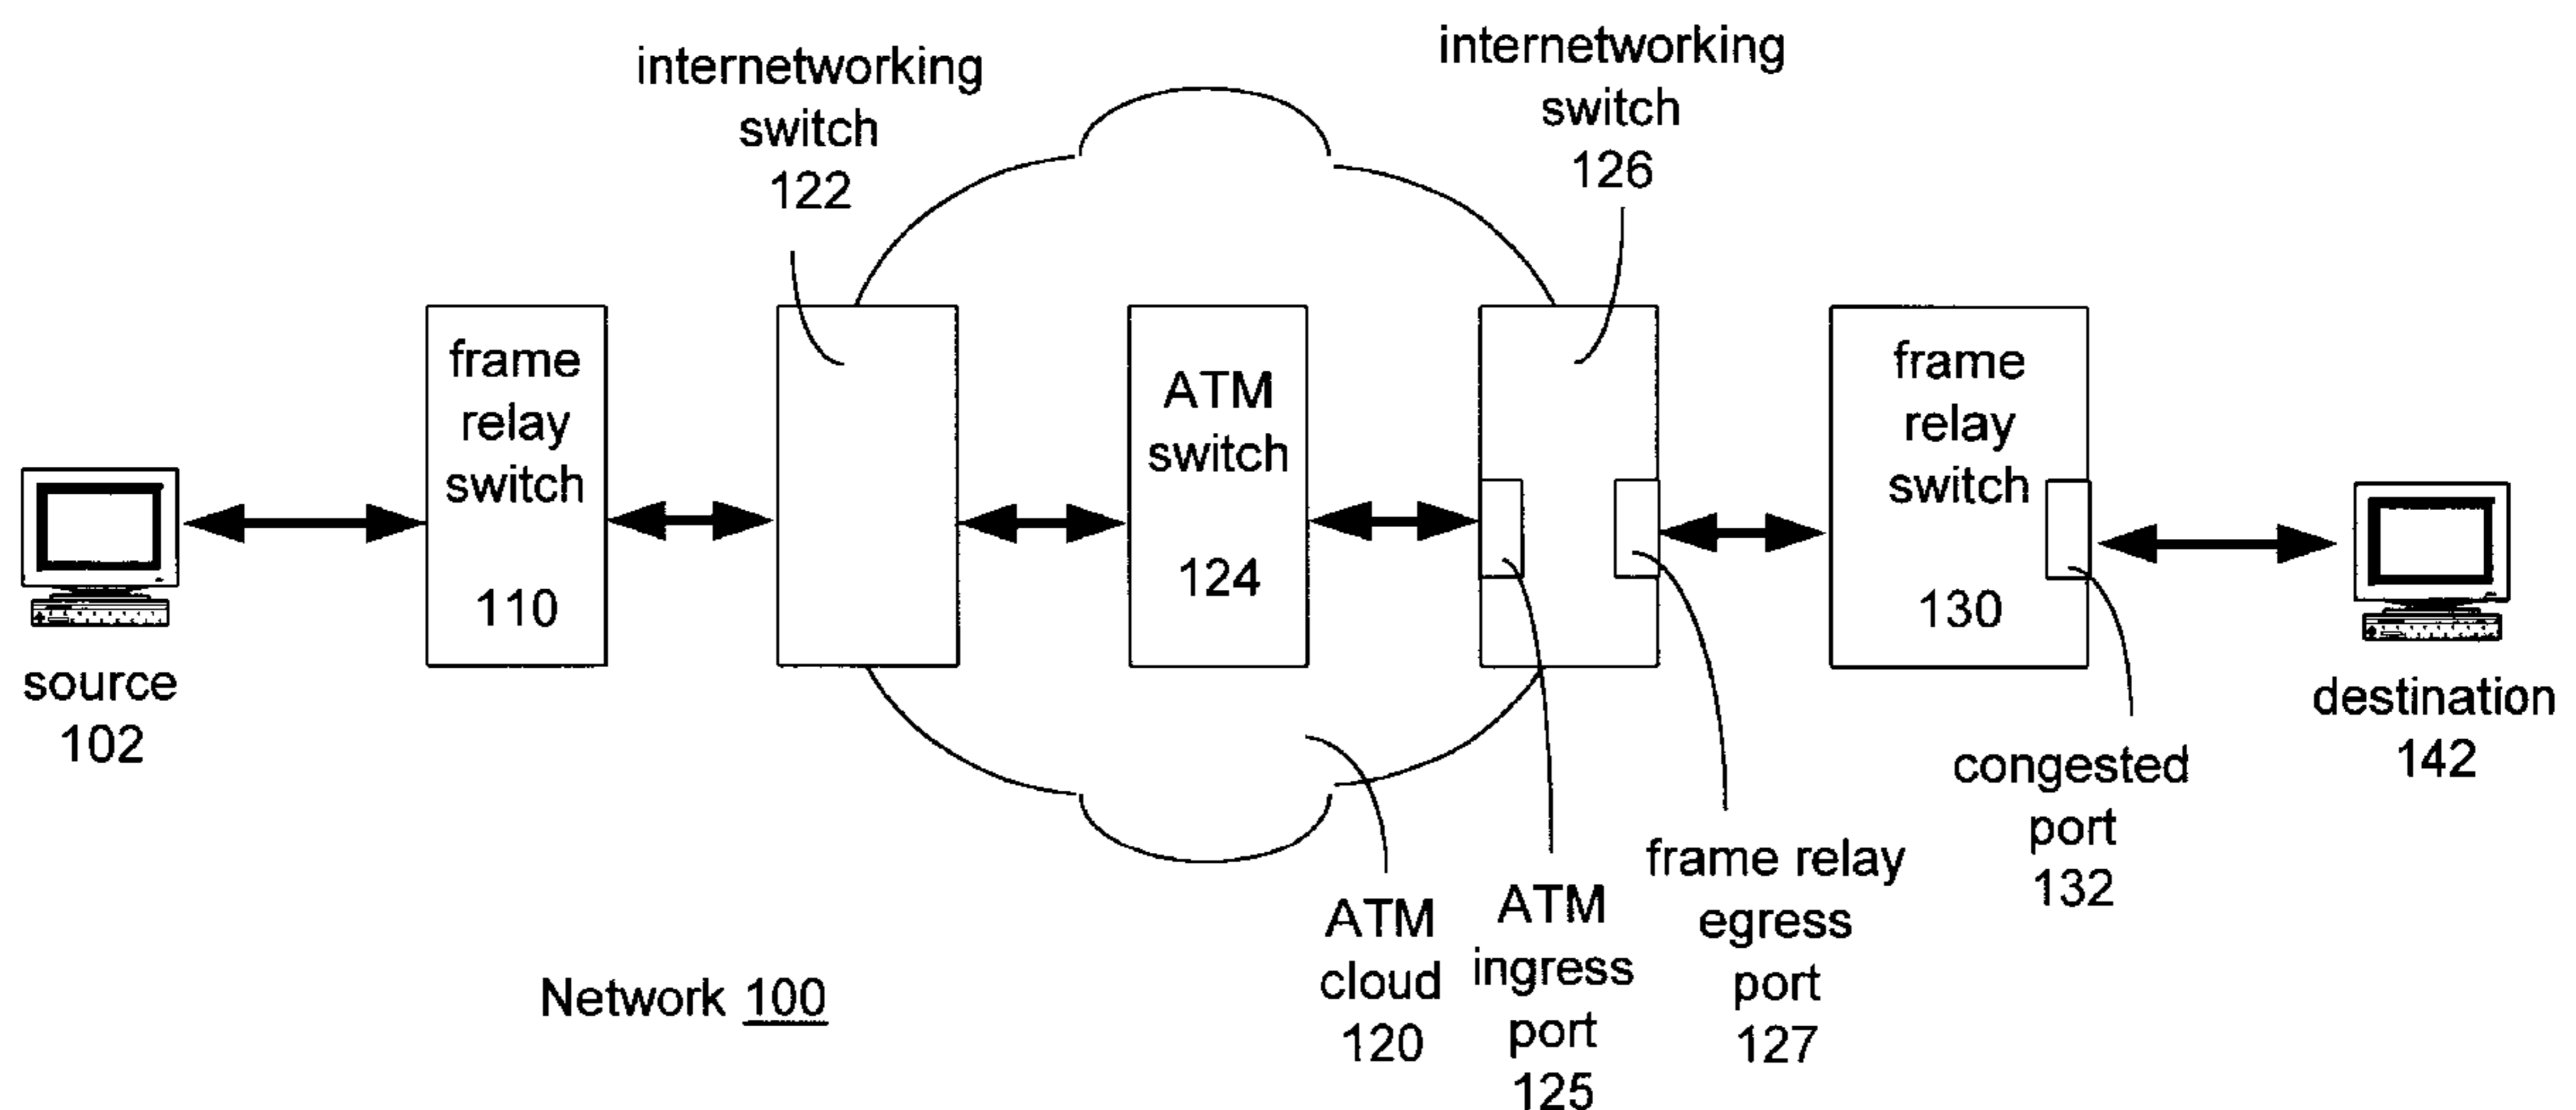 internetworking
switch
122
internetworking
switch
126
frame
relay
switch
110
ATM
switch
124
frame
relay
switch
130
source
102
destination
142
congested
port
132
frame relay
egress
port
127
ATM
ingress
port
125
ATM
cloud
120
Network 100